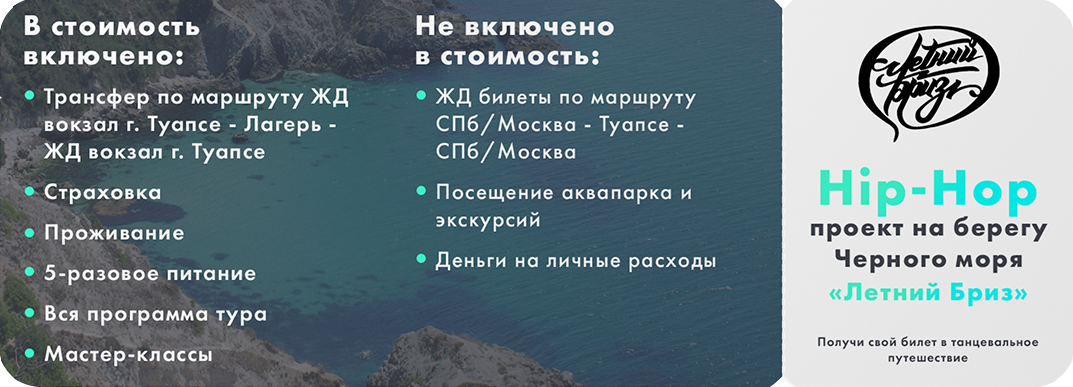 В стоимость
включено:
Трансфер по маршруту ЖД
вокзал г. Туапсе - Лагерь -
ЖД вокзал г. Туапсе
Страховка
Проживание
5-разовое питание
Вся программа тура
Мастер-классы
Не включено
в стоимость:
ЖД билеты по маршруту
СПб/Москва - Туапсе -
СПб/Москва
Посещение аквапарка и
экскурсий
Деньги на личные расходы
Летний
Бриз
Hip-Hop
проект на берегу
Черного моря
«Летний Бриз»
Получи свой билет в танцевальное
путешествие